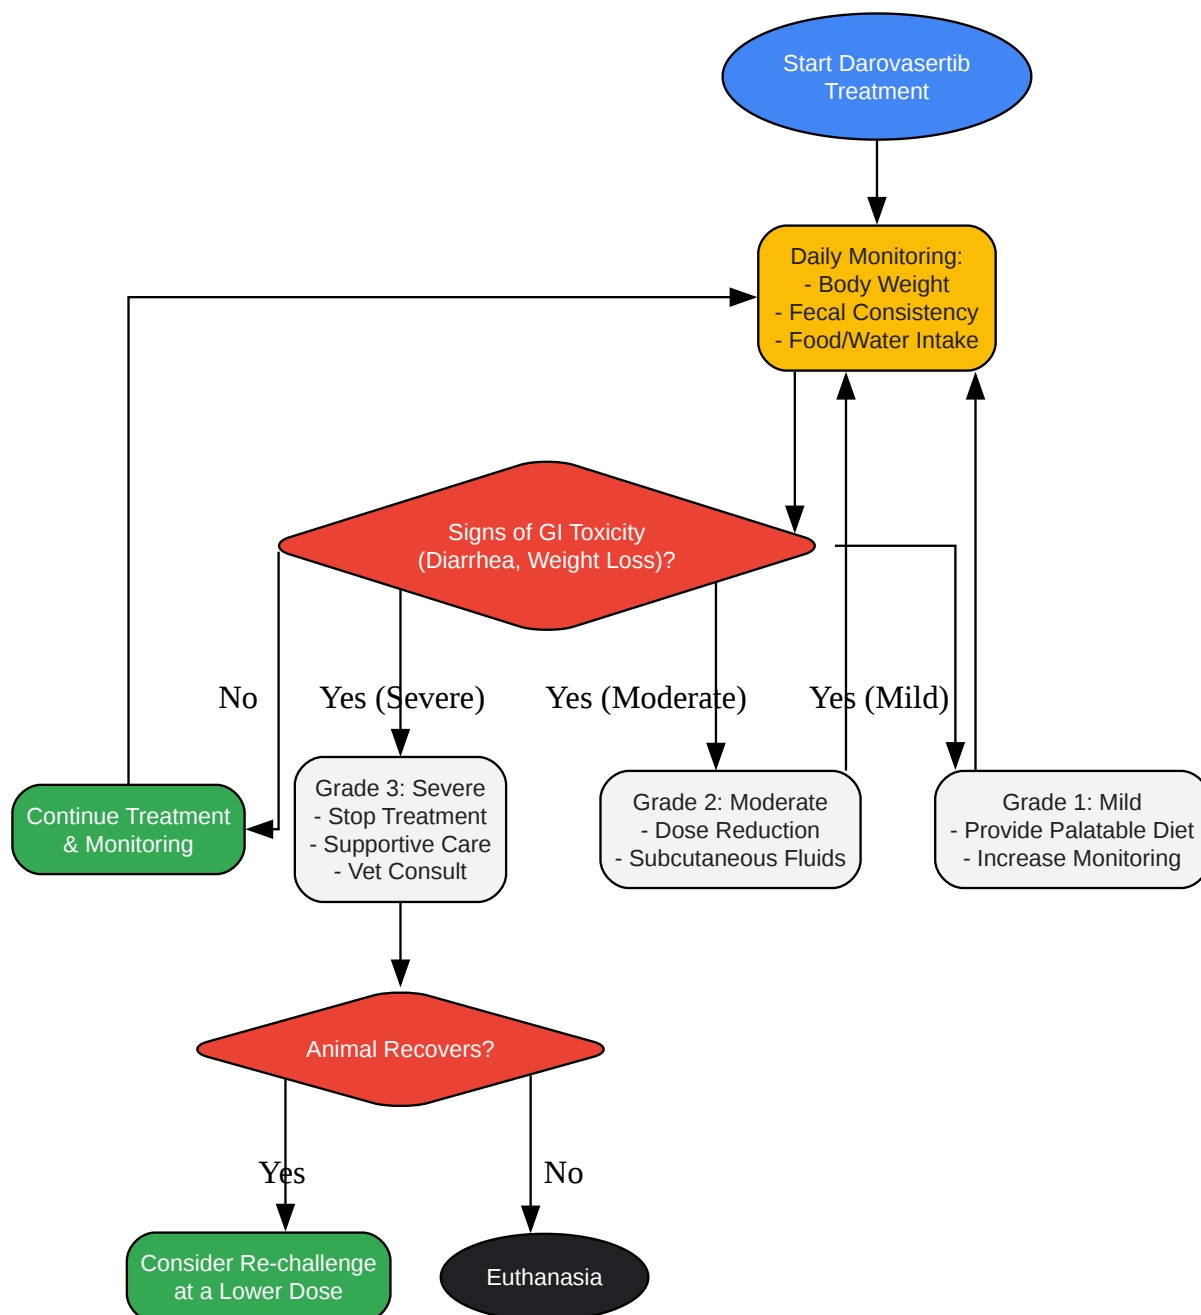 Start Darovasertib
Treatment
Daily Monitoring:
- Body Weight
- Fecal Consistency
- Food/Water Intake
Signs of GI Toxicity
(Diarrhea, Weight Loss)?
No
Yes (Severe)
Yes (Moderate)
Yes (Mild)
Continue Treatment
& Monitoring
Grade 3: Severe
- Stop Treatment
- Supportive Care
- Vet Consult
Grade 2: Moderate
- Dose Reduction
- Subcutaneous Fluids
Grade 1: Mild
- Provide Palatable Diet
- Increase Monitoring
Animal Recovers?
Yes
No
Consider Re-challenge
at a Lower Dose
Euthanasia